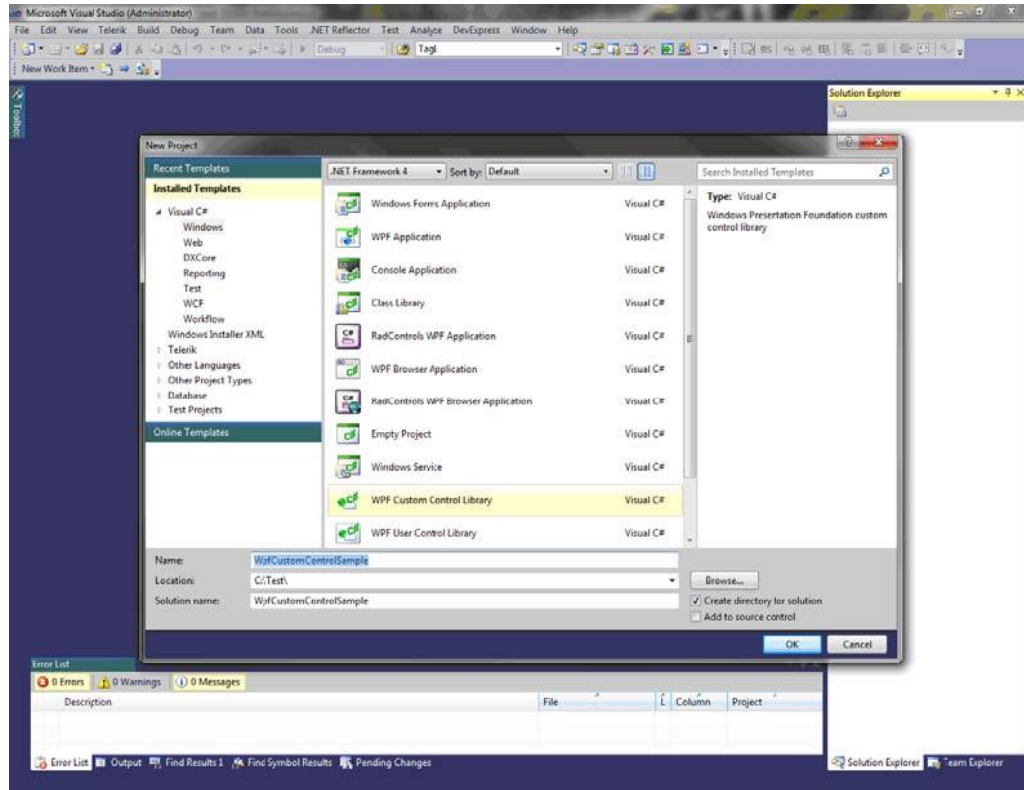 Microsoft Visual Studio (Administrator)
File Edit View Telerik Build Debug Team Data Tools .NET Reflector Test Analyze DevExpress Window Help
Debug TagI
New Work Item
Toolbox
Solution Explorer
New Project
Recent Templates
.NET Framework 4 Sort by: Default
Search Installed Templates
Installed Templates
Visual C#
Windows
Web
DXCore
Reporting
Test
WCF
Workflow
Windows Installer XML
Telerik
Other Languages
Other Project Types
Database
Test Projects
Online Templates
Windows Forms Application Visual C#
WPF Application Visual C#
Console Application Visual C#
Class Library Visual C#
RadControls WPF Application Visual C#
WPF Browser Application Visual C#
RadControls WPF Browser Application Visual C#
Empty Project Visual C#
Windows Service Visual C#
WPF Custom Control Library Visual C#
WPF User Control Library Visual C#
Type: Visual C#
Windows Presentation Foundation custom
control library
Name: WpfCustomControlSample
Location: C:\Test\ Browse...
Solution name: WpfCustomControlSample
Create directory for solution
Add to source control
OK Cancel
Error List
0 Errors 0 Warnings 0 Messages
Description File L Column Project
Error List Output Find Results 1 Find Symbol Results Pending Changes
Solution Explorer Team Explorer